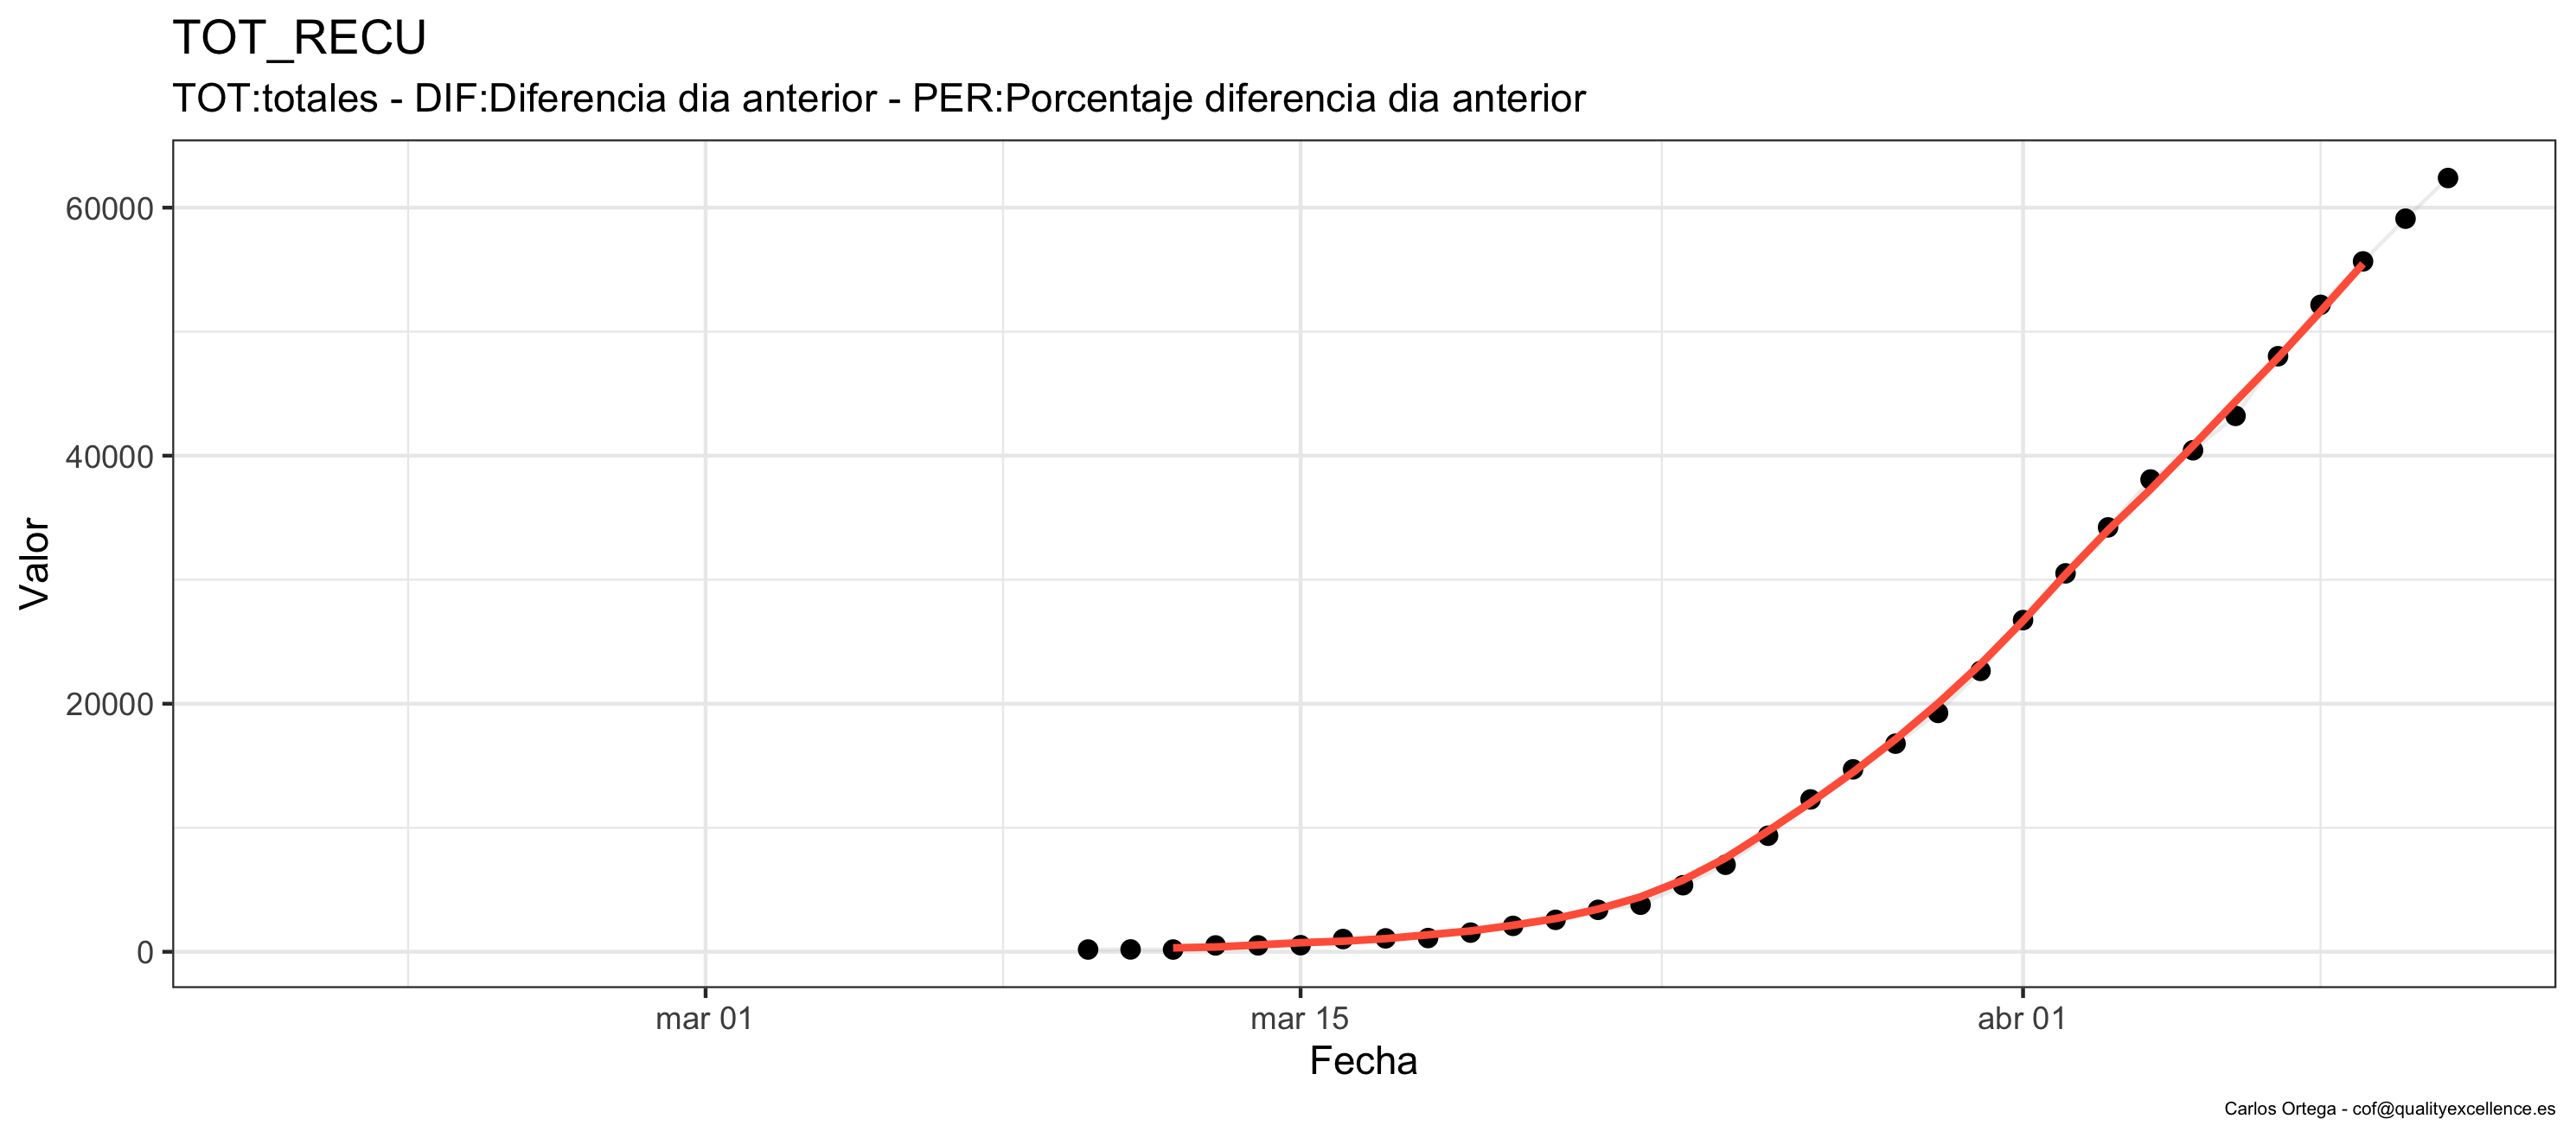 TOT_RECU
TOT:totales - DIF:Diferencia dia anterior - PER:Porcentaje diferencia dia anterior
Valor
60000
40000
20000
0
mar 01
mar 15
abr 01
Fecha
Carlos Ortega - cof@qualityexcellence.es